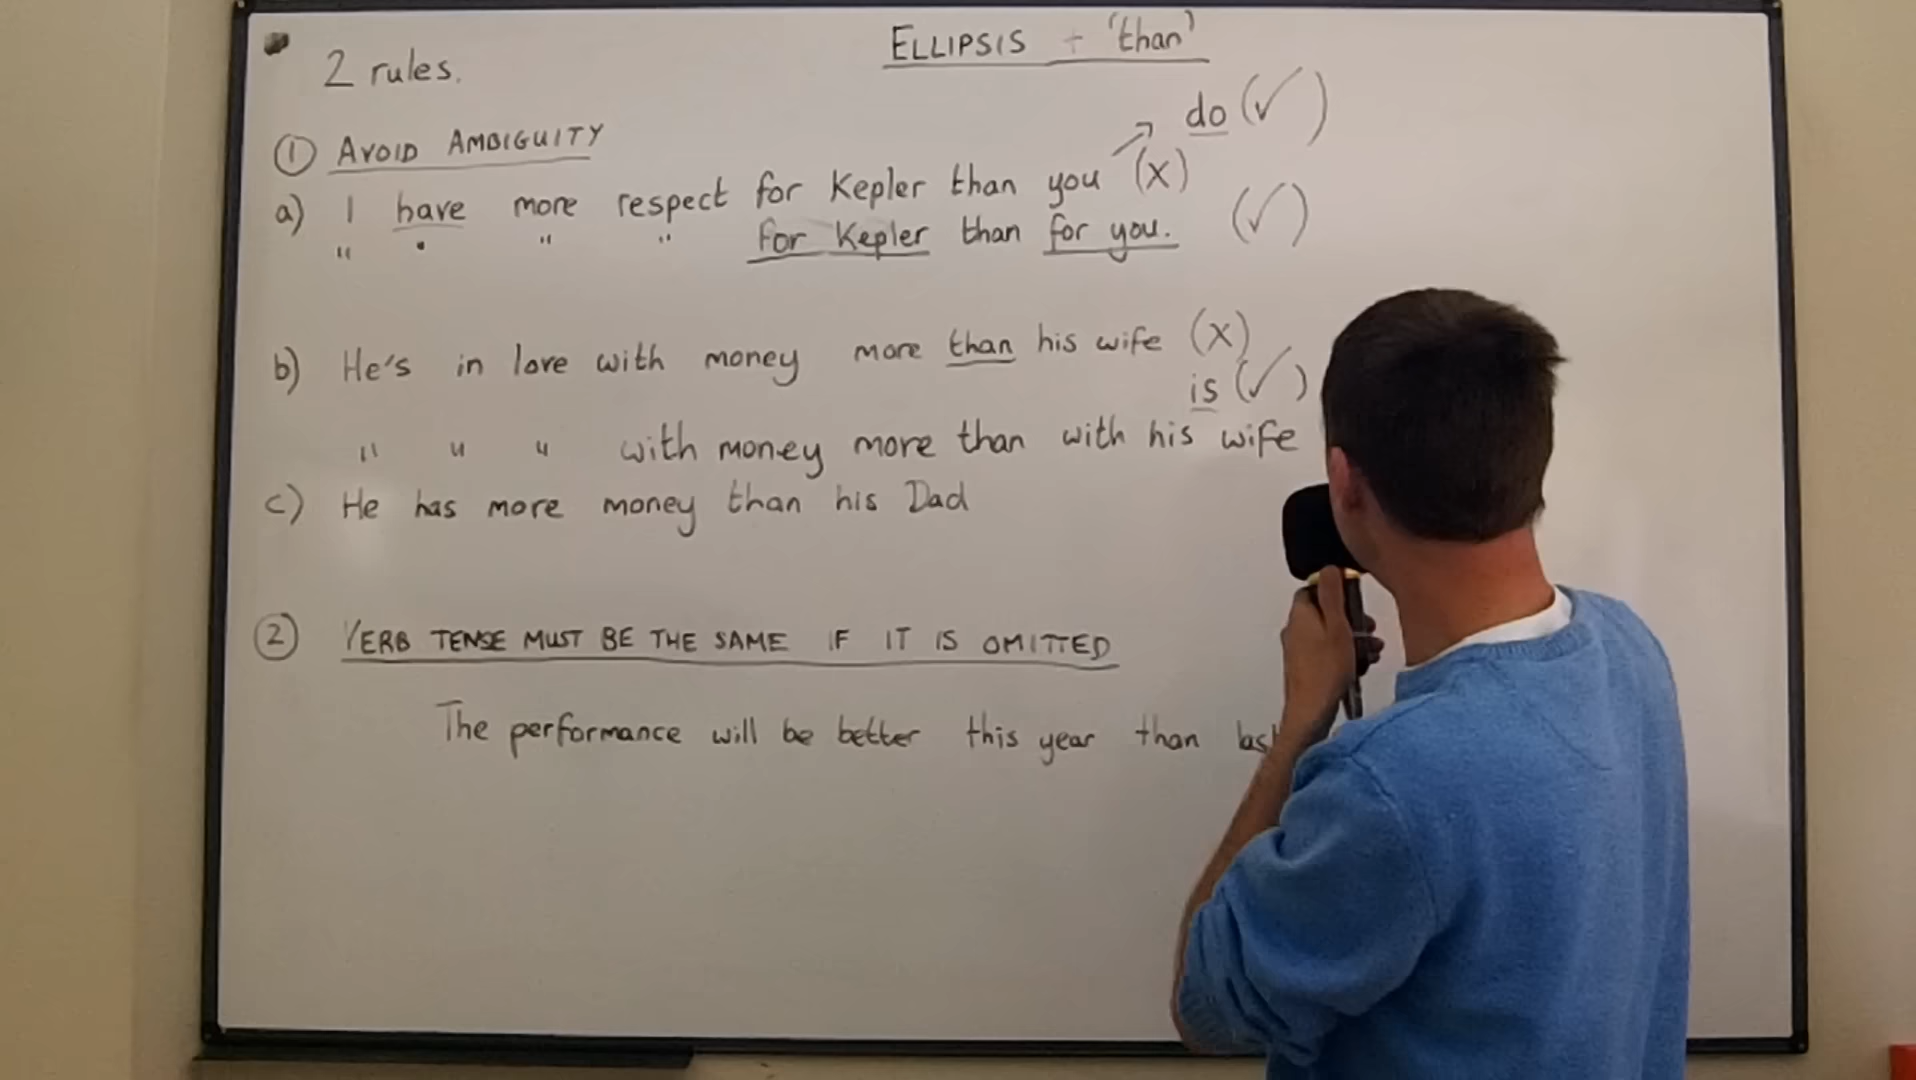 ELLIPSIS + 'than'
2 rules.
① AVOID AMBIGUITY
do (✓)
a) I have more respect for Kepler than you (x)
" " " " for Kepler than for you. (✓)
b) He's in love with money more than his wife (x)
is (✓)
" " " with money more than with his wife
c) He has more money than his Dad
② VERB TENSE MUST BE THE SAME IF IT IS OMITTED
The performance will be better this year than last